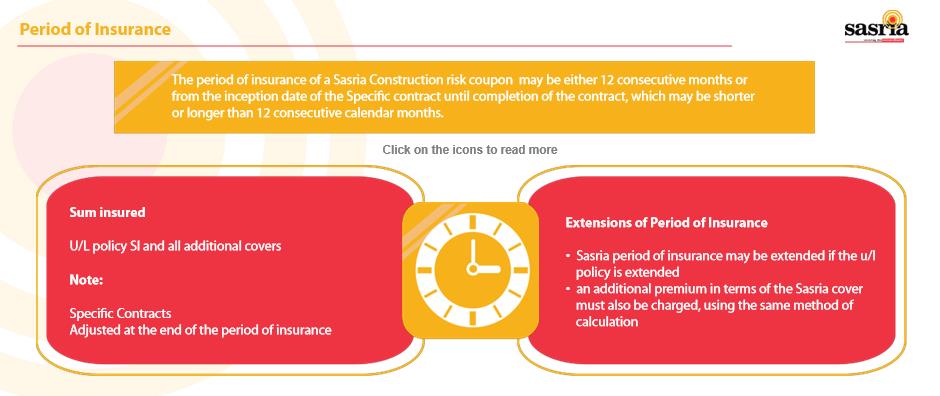 Period of Insurance
sasria
The period of insurance of a Sasria Construction risk coupon may be either 12 consecutive months or
from the inception date of the Specific contract until completion of the contract, which may be shorter
or longer than 12 consecutive calendar months.
Click on the icons to read more
Sum insured
U/L policy SI and all additional covers
Note:
Specific Contracts
Adjusted at the end of the period of insurance
Extensions of Period of Insurance
• Sasria period of insurance may be extended if the u/l
policy is extended
• an additional premium in terms of the Sasria cover
must also be charged, using the same method of
calculation